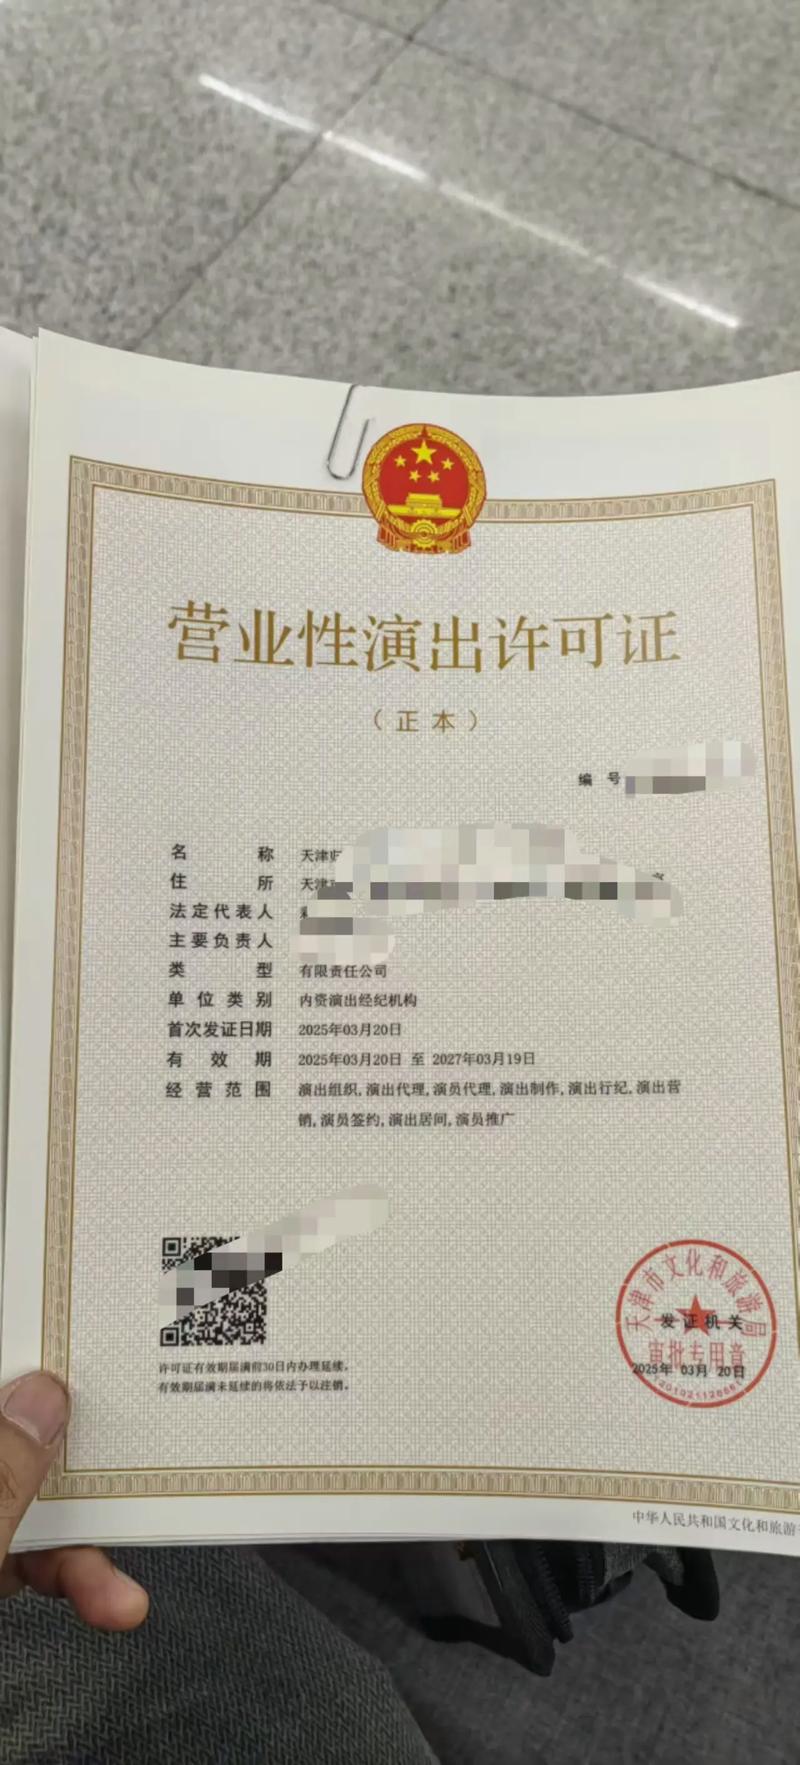 营业性演出许可证
（正本）
编 号
名 称 天津
住 所 天津
法定代表人
主要负责人
类 型 有限责任公司
单位类别 内资演出经纪机构
首次发证日期 2025年03月20日
有 效 期 2025年03月20日 至 2027年03月19日
经营范围 演出组织,演出代理,演员代理,演出制作,演出行纪,演出营
销,演员签约,演出居间,演员推广
天津市文化和旅游局
发证机关
审批专用章
2025年 03月 20日
许可证有效期届满前30日内办理延续。
有效期届满未延续的将依法予以注销。
中华人民共和国文化和旅游